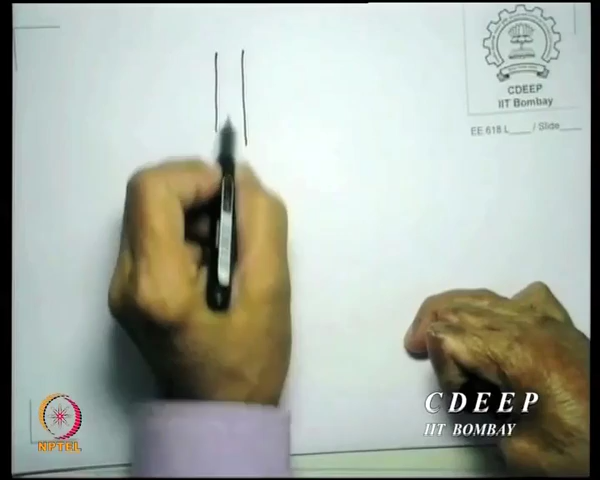 CDEEP
IIT Bombay
EE 618 L____ / Slide____
CDEEP
IIT BOMBAY
NPTEL